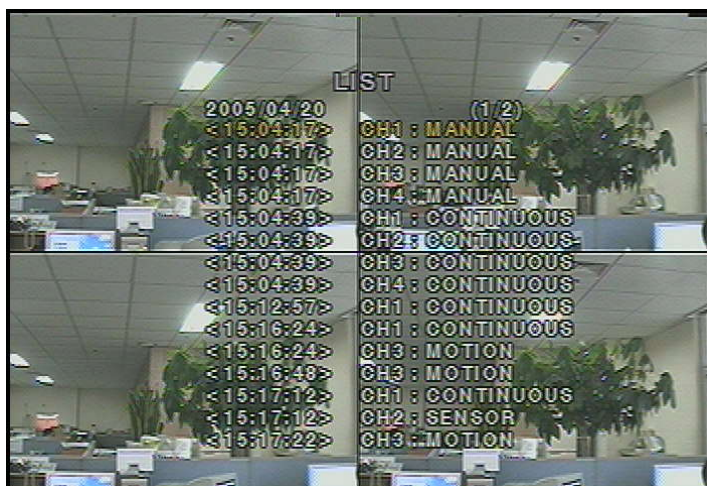 LIST
2005/04/20 (1/2)
<15:04:17> CH1 : MANUAL
<15:04:17> CH2 : MANUAL
<15:04:17> CH3 : MANUAL
<15:04:17> CH4 : MANUAL
<15:04:39> CH1 : CONTINUOUS
<15:04:39> CH2 : CONTINUOUS
<15:04:39> CH3 : CONTINUOUS
<15:04:39> CH4 : CONTINUOUS
<15:12:57> CH1 : CONTINUOUS
<15:16:24> CH1 : CONTINUOUS
<15:16:24> CH3 : MOTION
<15:16:48> CH3 : MOTION
<15:17:12> CH1 : CONTINUOUS
<15:17:12> CH2 : SENSOR
<15:17:22> CH3 : MOTION